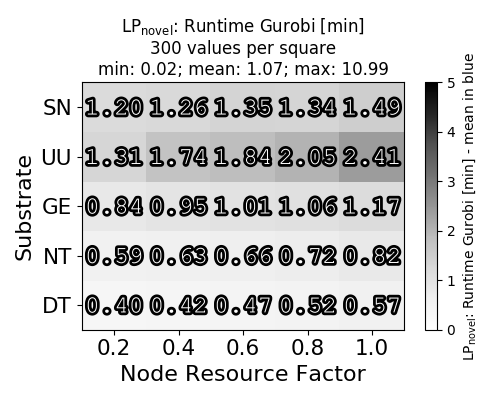 LP_novel: Runtime Gurobi [min]
300 values per square
min: 0.02; mean: 1.07; max: 10.99
Substrate
SN 1.20 1.26 1.35 1.34 1.49
UU 1.31 1.74 1.84 2.05 2.41
GE 0.84 0.95 1.01 1.06 1.17
NT 0.59 0.63 0.66 0.72 0.82
DT 0.40 0.42 0.47 0.52 0.57
0.2 0.4 0.6 0.8 1.0
Node Resource Factor
5
4
3
2
1
0
LP_novel: Runtime Gurobi [min] - mean in blue